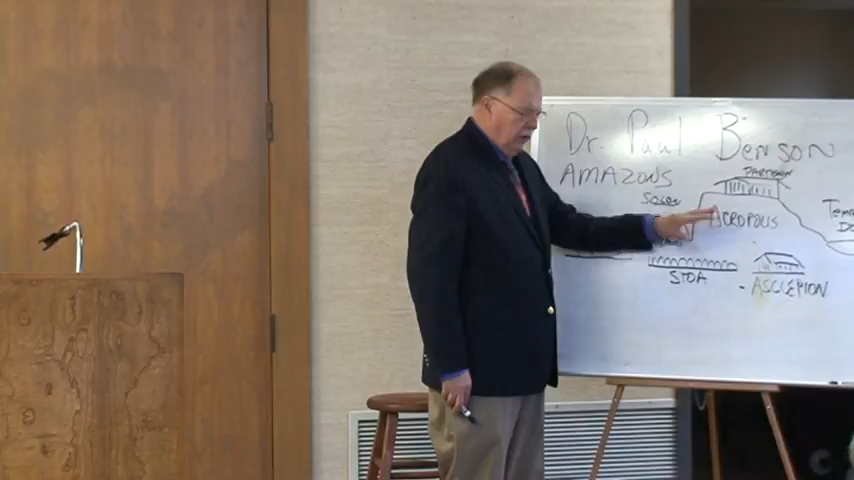 Dr. Paul Benson
AMAZONS
PARTHENON
SOLON
ACROPOLIS
STOA
- ASCLEPION